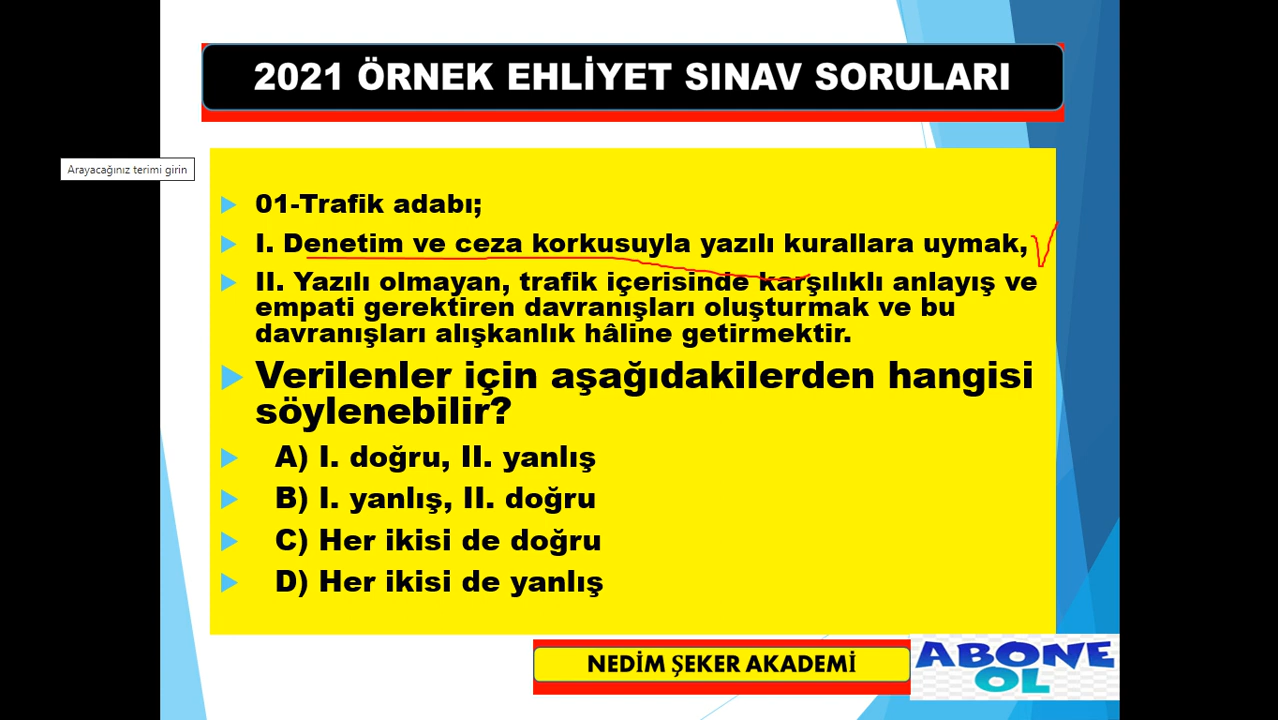 2021 ÖRNEK EHLİYET SINAV SORULARI
Arayacağınız terimi girin
01-Trafik adabı;
I. Denetim ve ceza korkusuyla yazılı kurallara uymak,
II. Yazılı olmayan, trafik içerisinde karşılıklı anlayış ve
empati gerektiren davranışları oluşturmak ve bu
davranışları alışkanlık hâline getirmektir.
Verilenler için aşağıdakilerden hangisi
söylenebilir?
A) I. doğru, II. yanlış
B) I. yanlış, II. doğru
C) Her ikisi de doğru
D) Her ikisi de yanlış
NEDİM ŞEKER AKADEMİ
ABONE
OL